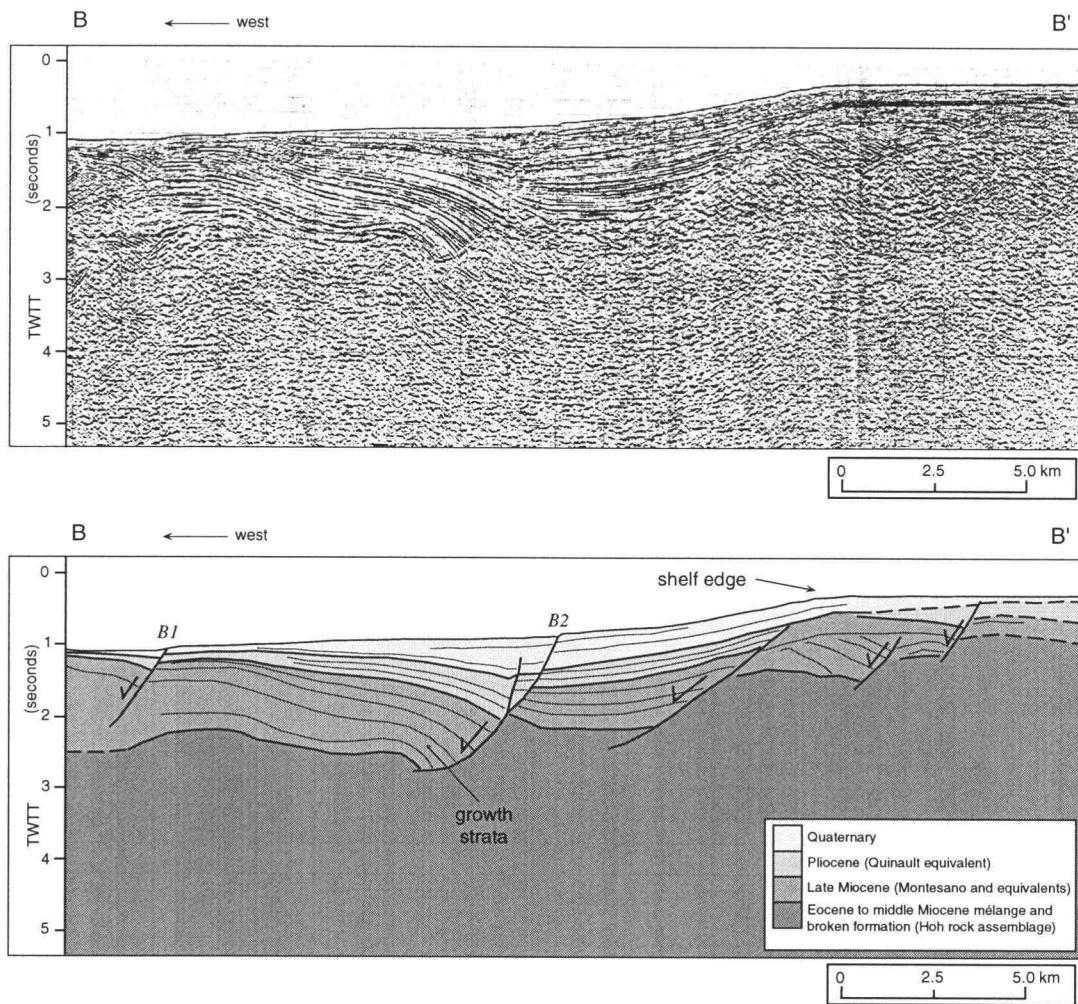 B
west
B'
0
1
(seconds)
2
3
TWTT
4
5
0 2.5 5.0 km
B
west
B'
0
shelf edge
B1
B2
1
(seconds)
2
growth
strata
3
TWTT
4
5
Quaternary
Pliocene (Quinault equivalent)
Late Miocene (Montesano and equivalents)
Eocene to middle Miocene mélange and
broken formation (Hoh rock assemblage)
0 2.5 5.0 km